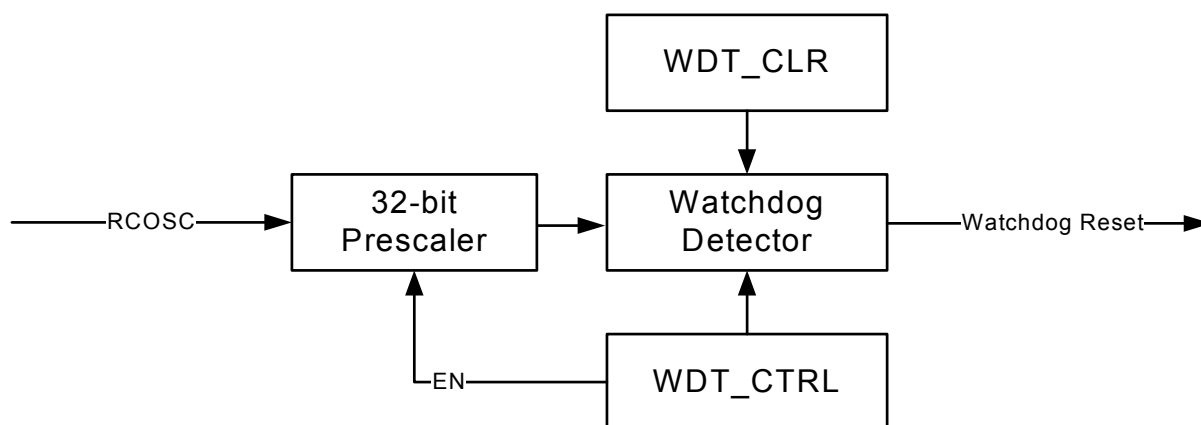 WDT_CLR
RCOSC
32-bit
Prescaler
Watchdog
Detector
Watchdog Reset
EN
WDT_CTRL